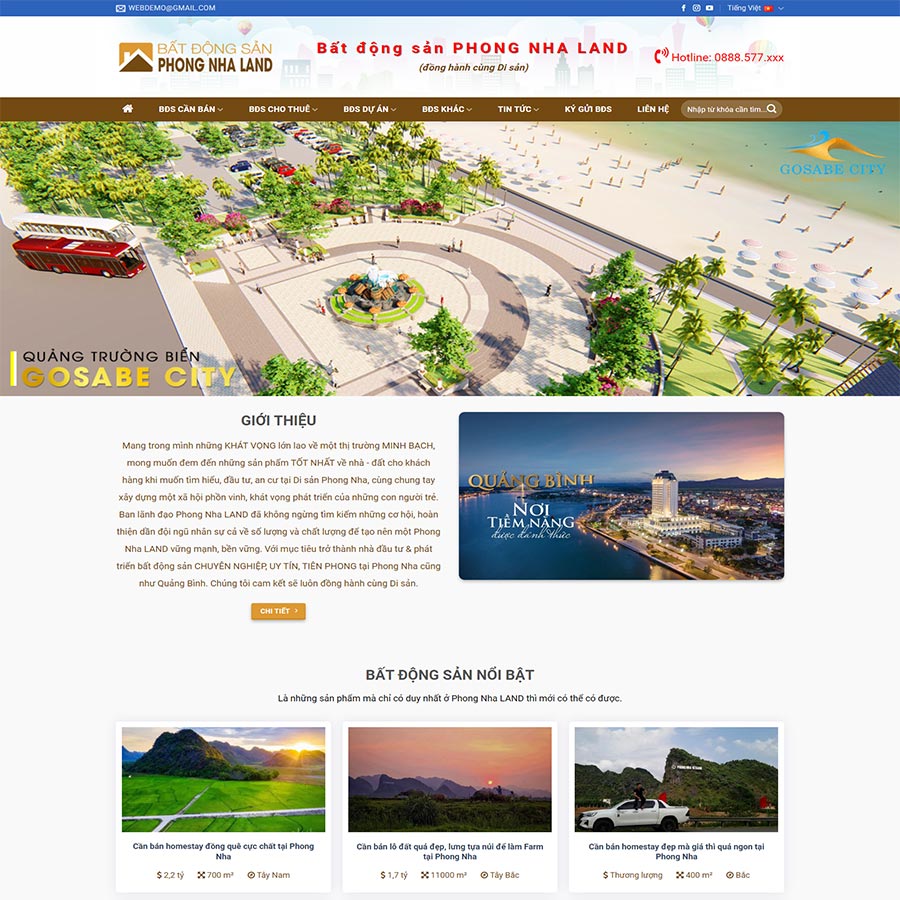 WEBDEMO@GMAIL.COM
Tiếng Việt
BẤT ĐỘNG SẢN
PHONG NHA LAND
Bất động sản PHONG NHA LAND
(đồng hành cùng Di sản)
Hotline: 0888.577.xxx
BĐS CẦN BÁN
BĐS CHO THUÊ
BĐS DỰ ÁN
BĐS KHÁC
TIN TỨC
KÝ GỬI BĐS
LIÊN HỆ
Nhập từ khóa cần tìm...
GOSABE CITY
QUẢNG TRƯỜNG BIỂN
GOSABE CITY
GIỚI THIỆU
Mang trong mình những KHÁT VỌNG lớn lao về một thị trường MINH BẠCH,
mong muốn đem đến những sản phẩm TỐT NHẤT về nhà - đất cho khách
hàng khi muốn tìm hiểu, đầu tư, an cư tại Di sản Phong Nha, cùng chung tay
xây dựng một xã hội phồn vinh, khát vọng phát triển của những con người trẻ.
Ban lãnh đạo Phong Nha LAND đã không ngừng tìm kiếm những cơ hội, hoàn
thiện dần đội ngũ nhân sự cả về số lượng và chất lượng để tạo nên một Phong
Nha LAND vững mạnh, bền vững. Với mục tiêu trở thành nhà đầu tư & phát
triển bất động sản CHUYÊN NGHIỆP, UY TÍN, TIÊN PHONG tại Phong Nha cũng
như Quảng Bình. Chúng tôi cam kết sẽ luôn đồng hành cùng Di sản.
CHI TIẾT
QUẢNG BÌNH
NƠI
TIỀM NĂNG
được đánh thức
BẤT ĐỘNG SẢN NỔI BẬT
Là những sản phẩm mà chỉ có duy nhất ở Phong Nha LAND thì mới có thể có được.
Cần bán homestay đồng quê cực chất tại Phong
Nha
$ 2,2 tỷ 700 m² Tây Nam
Cần bán lô đất quá đẹp, lưng tựa núi để làm Farm
tại Phong Nha
$ 1,7 tỷ 11000 m² Tây Bắc
PHONG NHA-KẺ BÀNG
Cần bán homestay đẹp mà giá thì quá ngon tại
Phong Nha
$ Thương lượng 400 m² Bắc